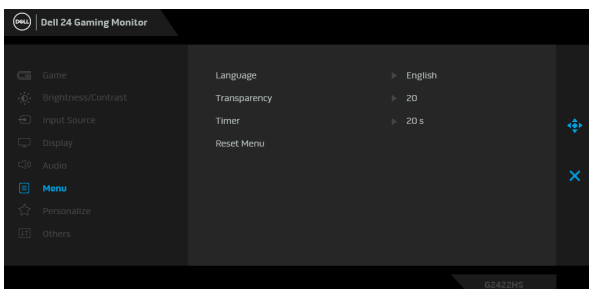 DELL Dell 24 Gaming Monitor
Game
Brightness/Contrast
Input Source
Display
Audio
Menu
Personalize
Others
Language English
Transparency 20
Timer 20 s
Reset Menu
G2422HS